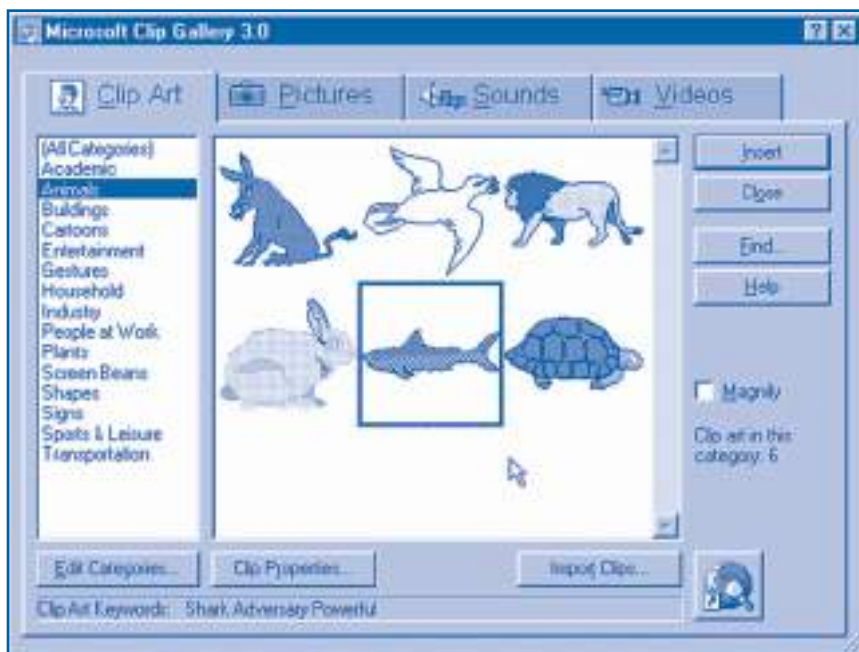 Microsoft Clip Gallery 3.0
Clip Art
Pictures
Sounds
Videos
(All Categories)
Academic
Animals
Buildings
Cartoons
Entertainment
Gestures
Household
Industry
People at Work
Plants
Screen Beans
Shapes
Signs
Sports & Leisure
Transportation
Insert
Close
Find...
Help
Magnify
Clip art in this
category: 6
Edit Categories...
Clip Properties...
Import Clips...
Clip Art Keywords: Shark Adversary Powerful